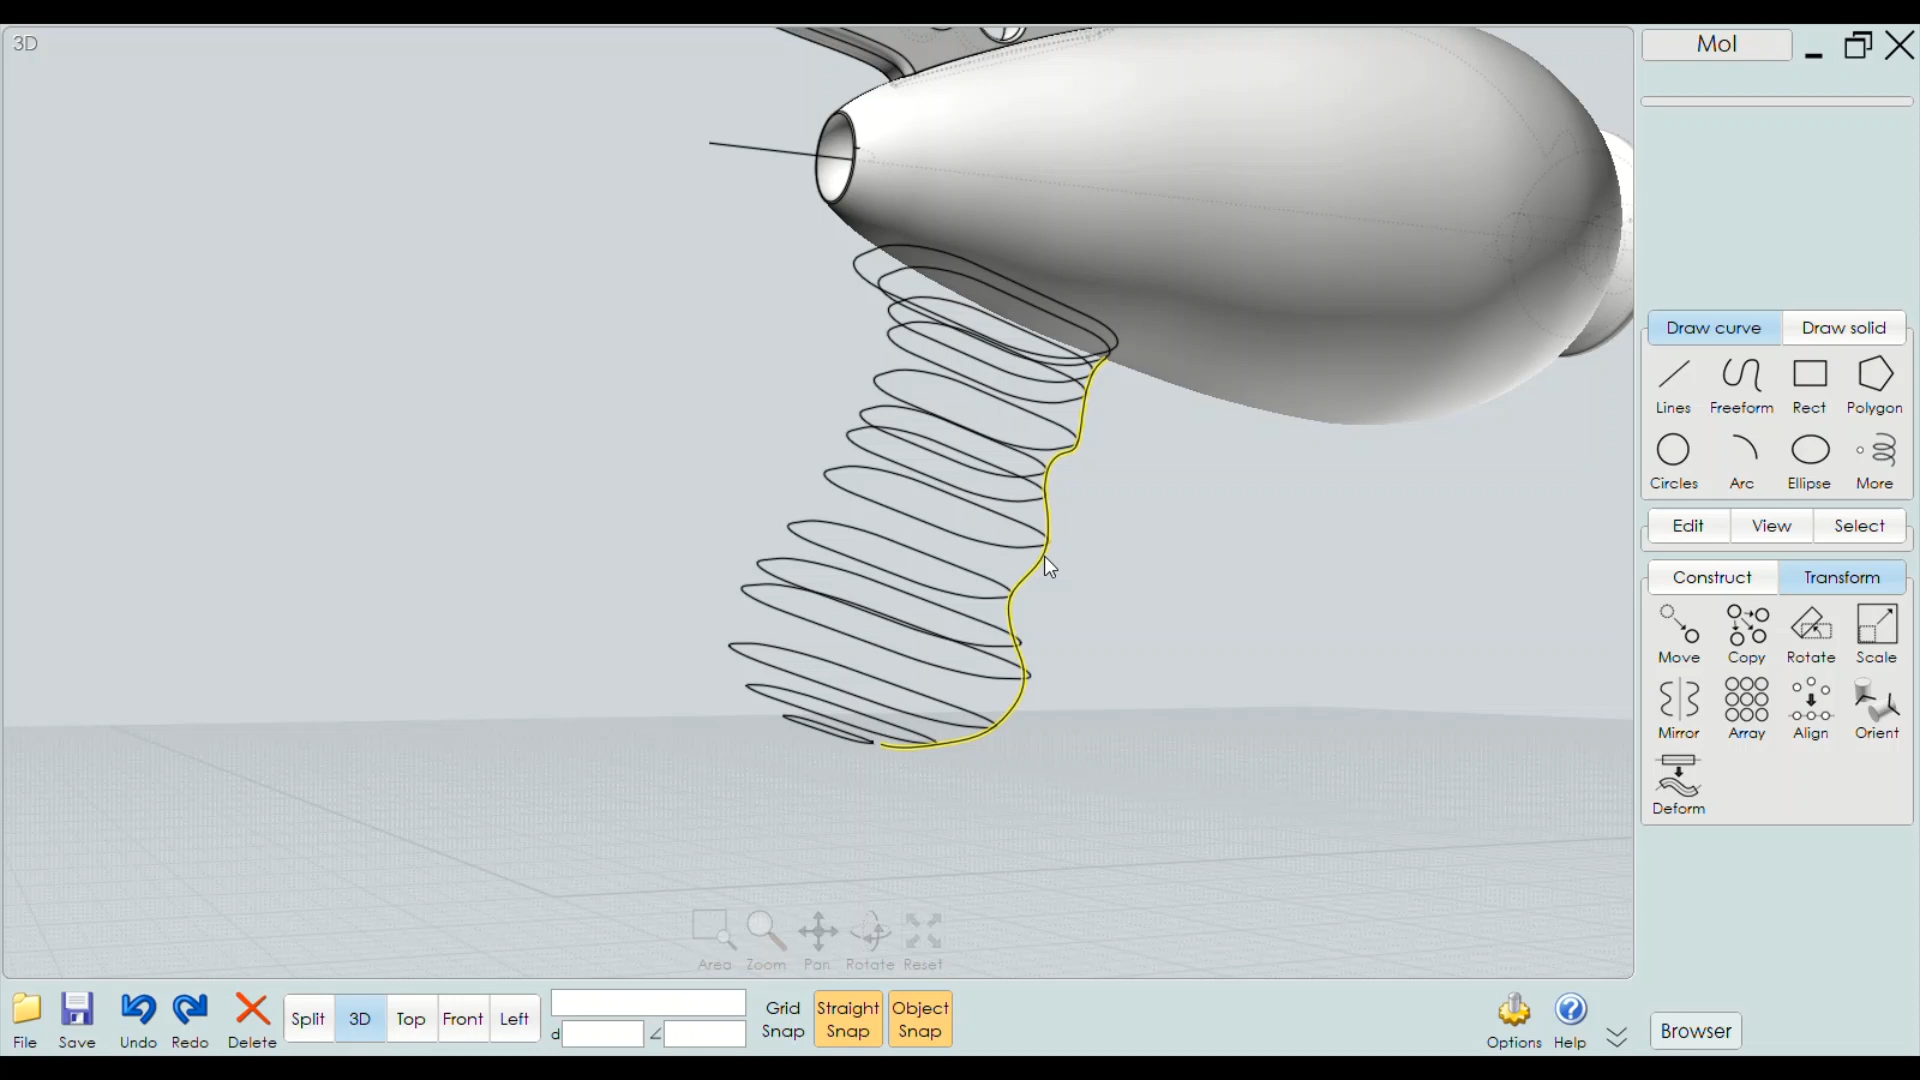 3D
MoI
Draw curve Draw solid
Lines Freeform Rect Polygon
Circles Arc Ellipse More
Edit View Select
Construct Transform
Move Copy Rotate Scale
Mirror Array Align Orient
Deform
Area Zoom Pan Rotate Reset
File Save Undo Redo Delete
Split 3D Top Front Left
d
Grid Snap
Straight Snap
Object Snap
Options Help
Browser